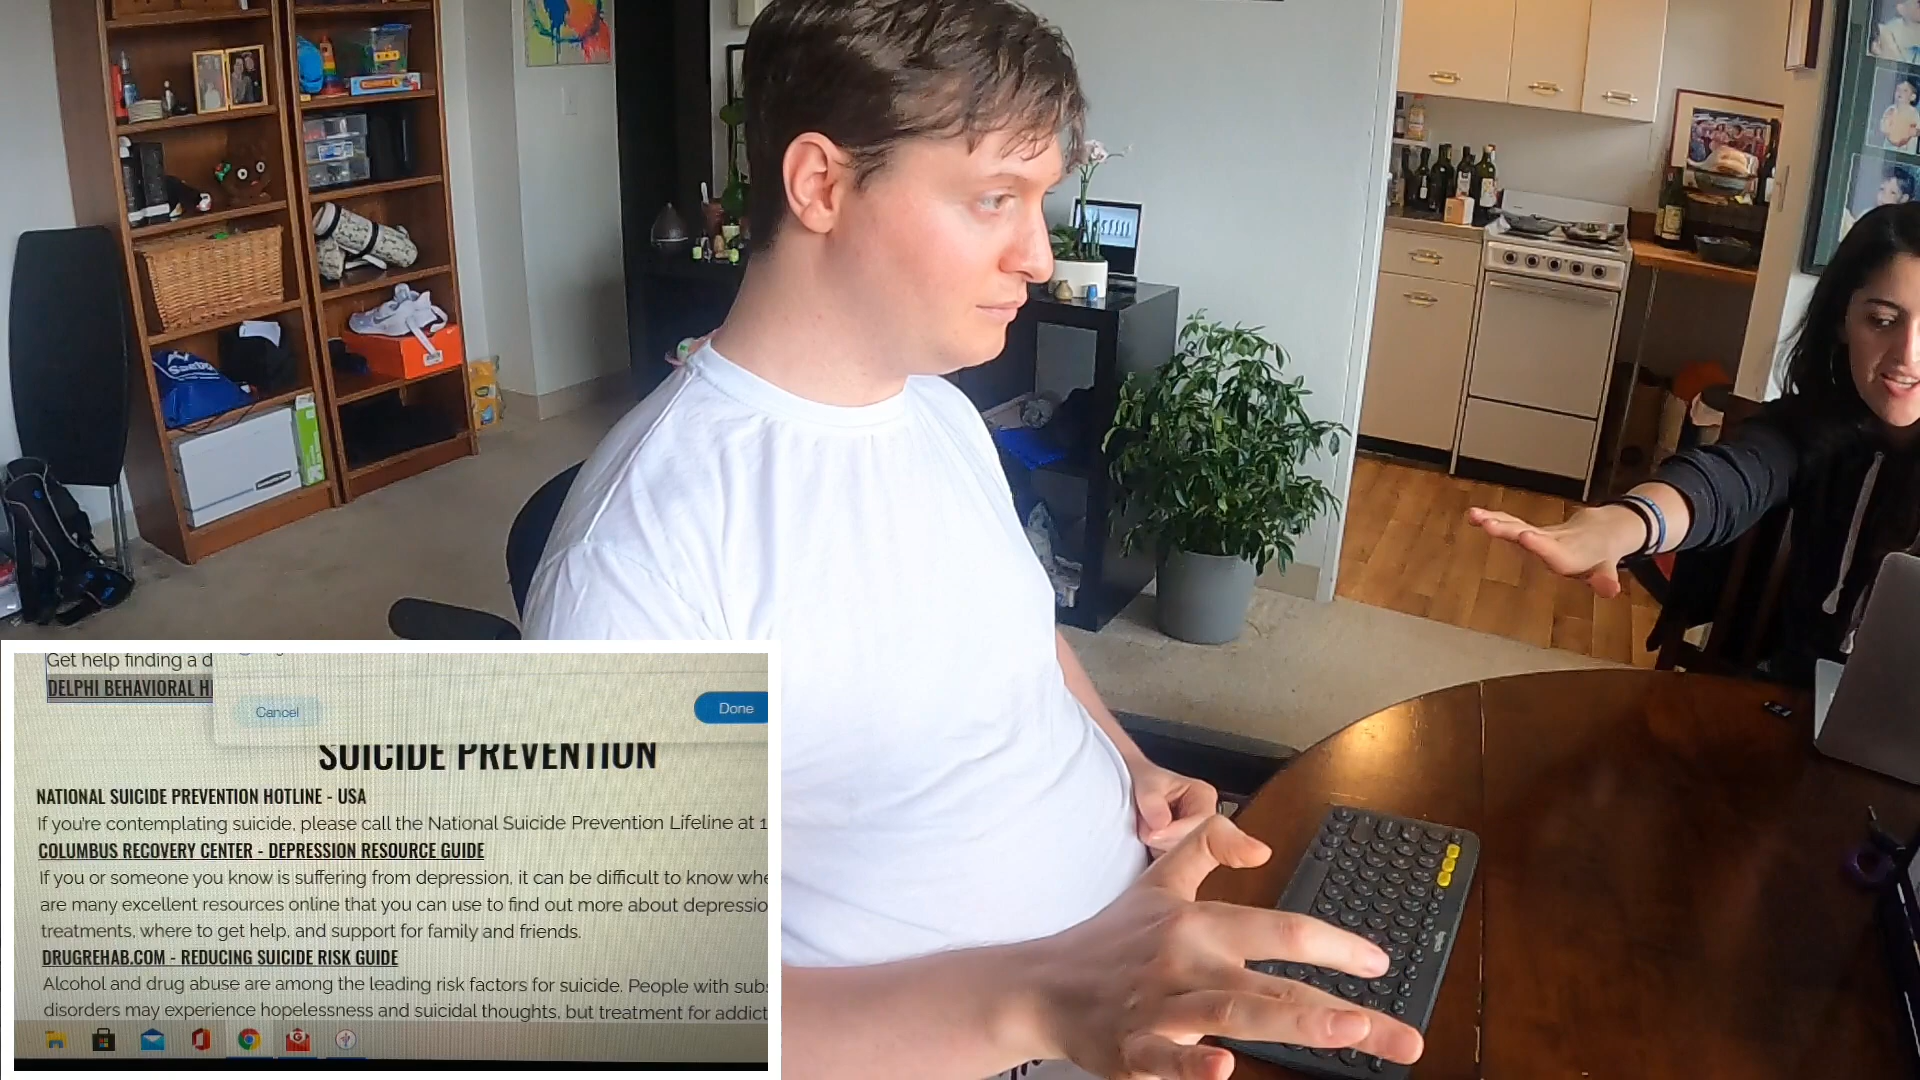 Saebo
Get help finding a d
DELPHI BEHAVIORAL H
Cancel
Done
SUICIDE PREVENTION
NATIONAL SUICIDE PREVENTION HOTLINE - USA
If you're contemplating suicide, please call the National Suicide Prevention Lifeline at 1
COLUMBUS RECOVERY CENTER - DEPRESSION RESOURCE GUIDE
If you or someone you know is suffering from depression, it can be difficult to know whe
are many excellent resources online that you can use to find out more about depressio
treatments, where to get help, and support for family and friends.
DRUGREHAB.COM - REDUCING SUICIDE RISK GUIDE
Alcohol and drug abuse are among the leading risk factors for suicide. People with subs
disorders may experience hopelessness and suicidal thoughts, but treatment for addict